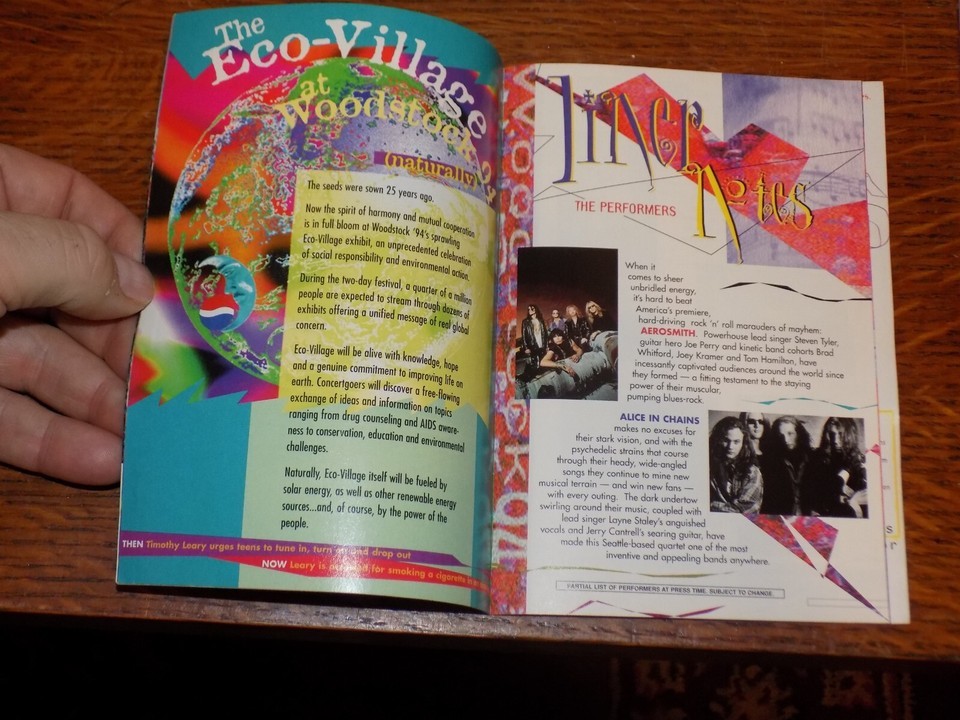 The
Eco-Village
at
Woodstock
(naturally)
The seeds were sown 25 years ago.
Now the spirit of harmony and mutual cooperation
is in full bloom at Woodstock '94's sprawling
Eco-Village exhibit, an unprecedented celebration
of social responsibility and environmental action.
During the two-day festival, a quarter of a million
people are expected to stream through dozens of
exhibits offering a unified message of real global
concern.
Eco-Village will be alive with knowledge, hope
and a genuine commitment to improving life on
earth. Concertgoers will discover a free-flowing
exchange of ideas and information on topics
ranging from drug counseling and AIDS aware-
ness to conservation, education and environmental
challenges.
Naturally, Eco-Village itself will be fueled by
solar energy, as well as other renewable energy
sources...and, of course, by the power of the
people.
THEN Timothy Leary urges teens to tune in, turn on and drop out
NOW Leary is for smoking a cigarette in
Woodstock
Liner
Notes
THE PERFORMERS
When it
comes to sheer
unbridled energy,
it's hard to beat
America's premiere,
hard-driving rock 'n' roll marauders of mayhem:
AEROSMITH. Powerhouse lead singer Steven Tyler,
guitar hero Joe Perry and kinetic band cohorts Brad
Whitford, Joey Kramer and Tom Hamilton, have
incessantly captivated audiences around the world since
they formed — a fitting testament to the staying
power of their muscular,
pumping blues-rock.
ALICE IN CHAINS
makes no excuses for
their stark vision, and with the
psychedelic strains that course
through their heady, wide-angled
songs they continue to mine new
musical terrain — and win new fans —
with every outing. The dark undertow
swirling around their music, coupled with
lead singer Layne Staley's anguished
vocals and Jerry Cantrell's searing guitar, have
made this Seattle-based quartet one of the most
inventive and appealing bands anywhere.
PARTIAL LIST OF PERFORMERS AT PRESS TIME. SUBJECT TO CHANGE.